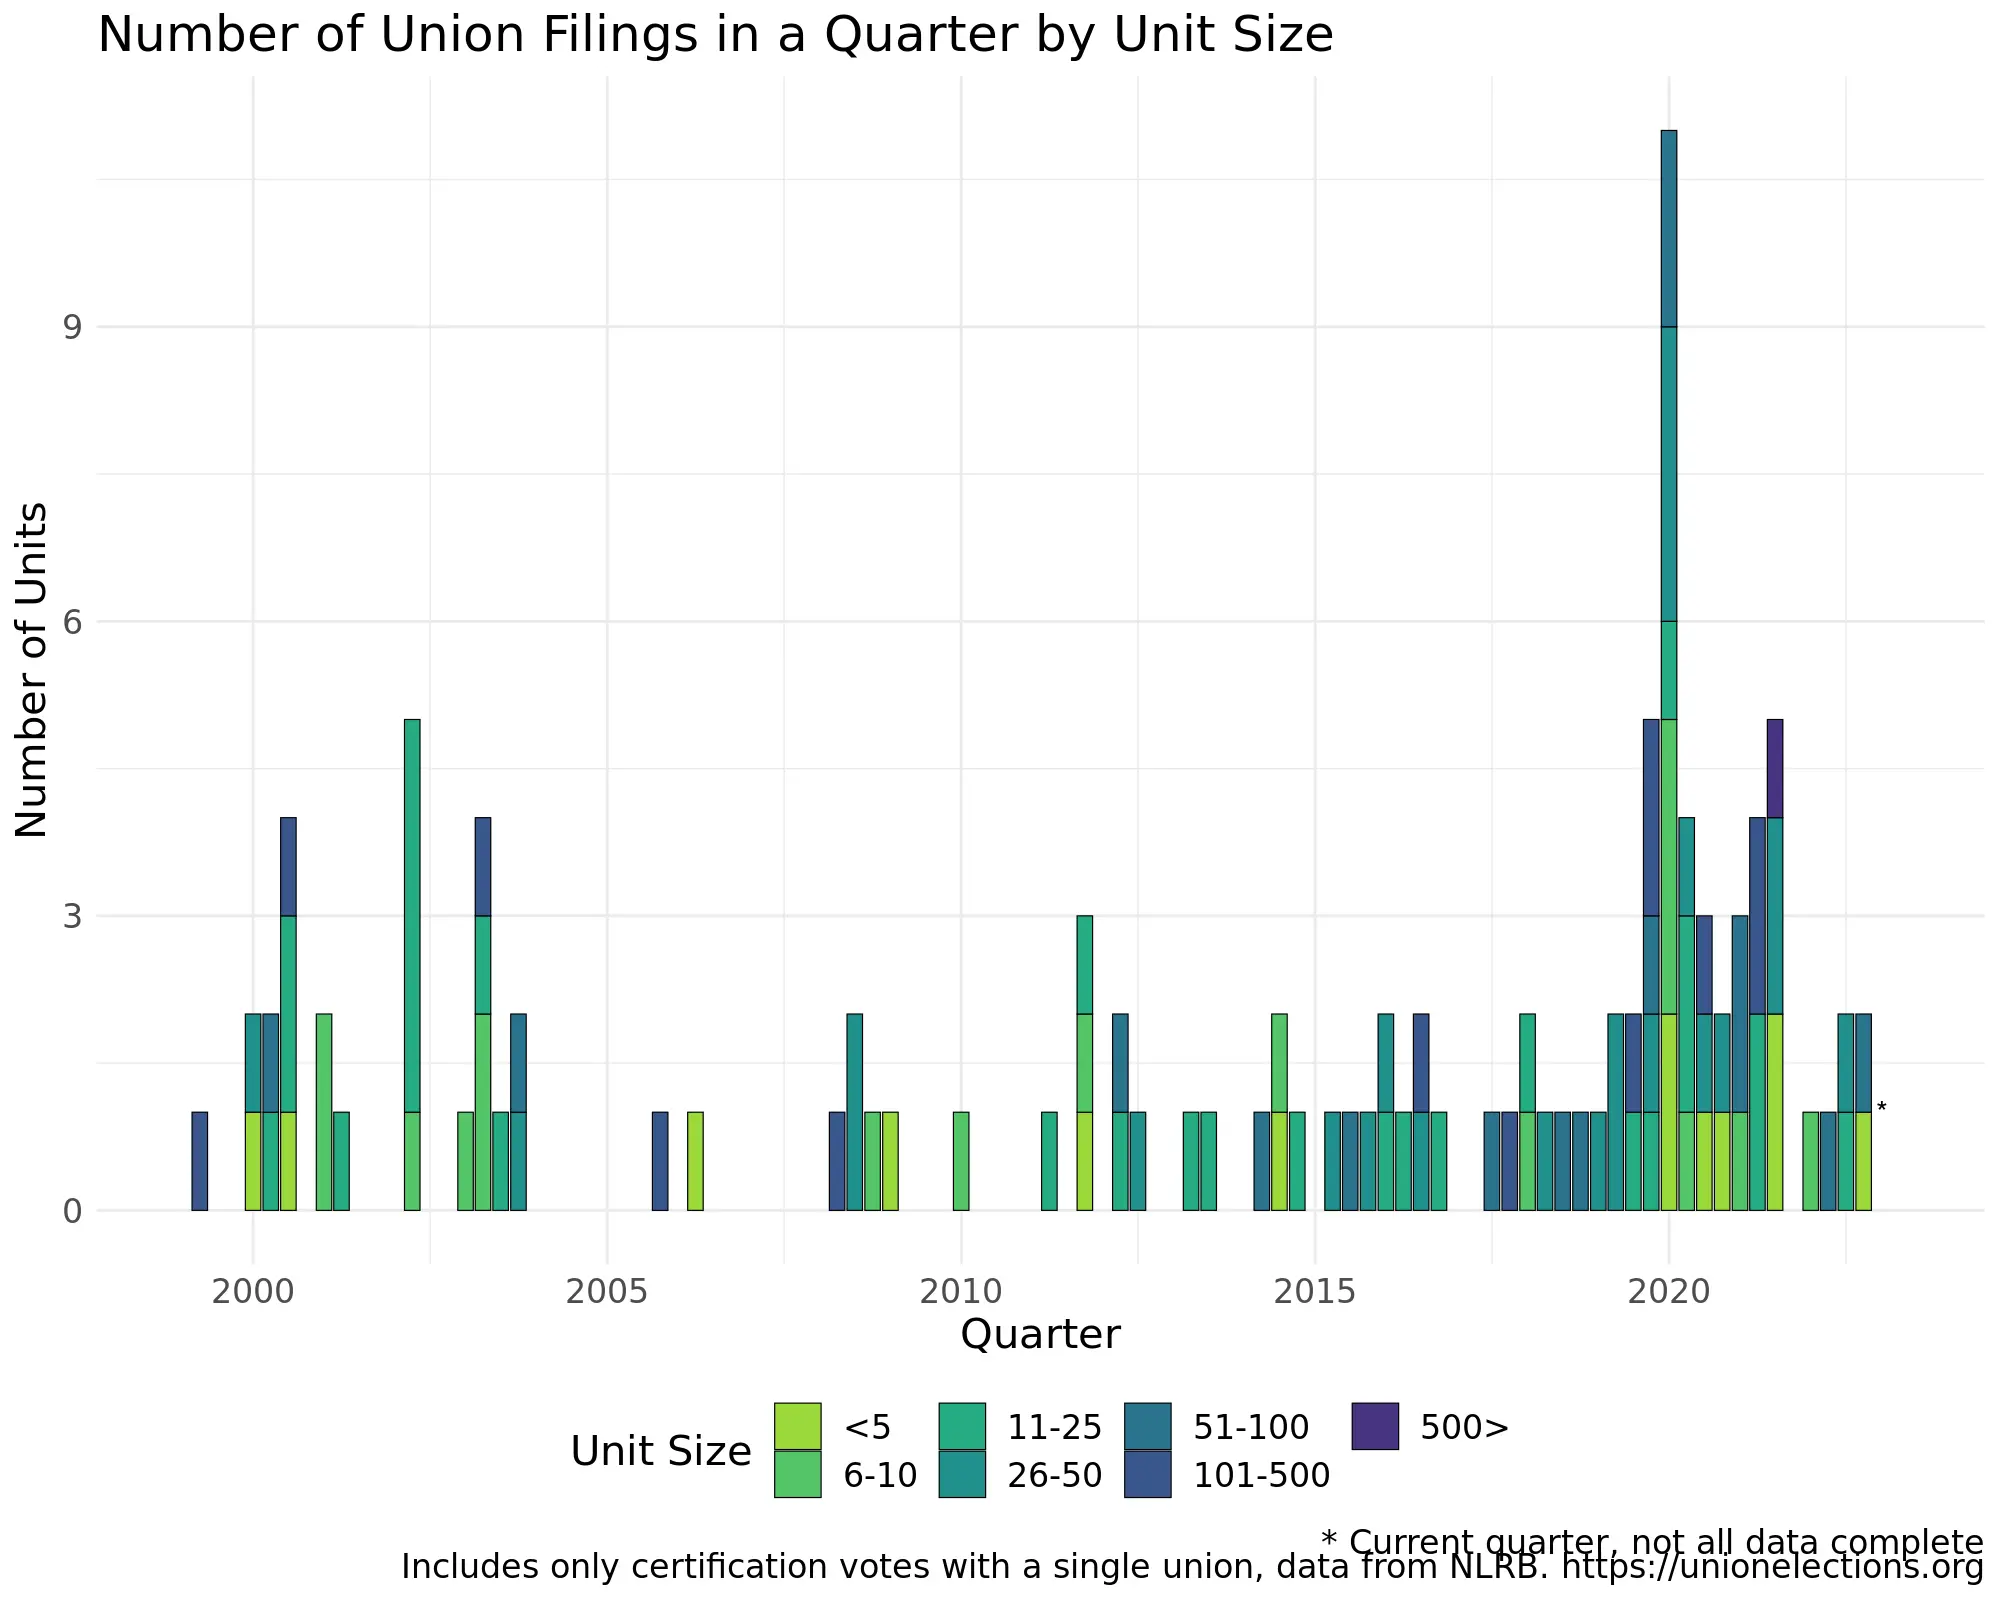 Number of Union Filings in a Quarter by Unit Size
Number of Units
9
6
3
0
*
2000 2005 2010 2015 2020
Quarter
Unit Size
<5 11-25 51-100 500>
6-10 26-50 101-500
* Current quarter, not all data complete
Includes only certification votes with a single union, data from NLRB. https://unionelections.org